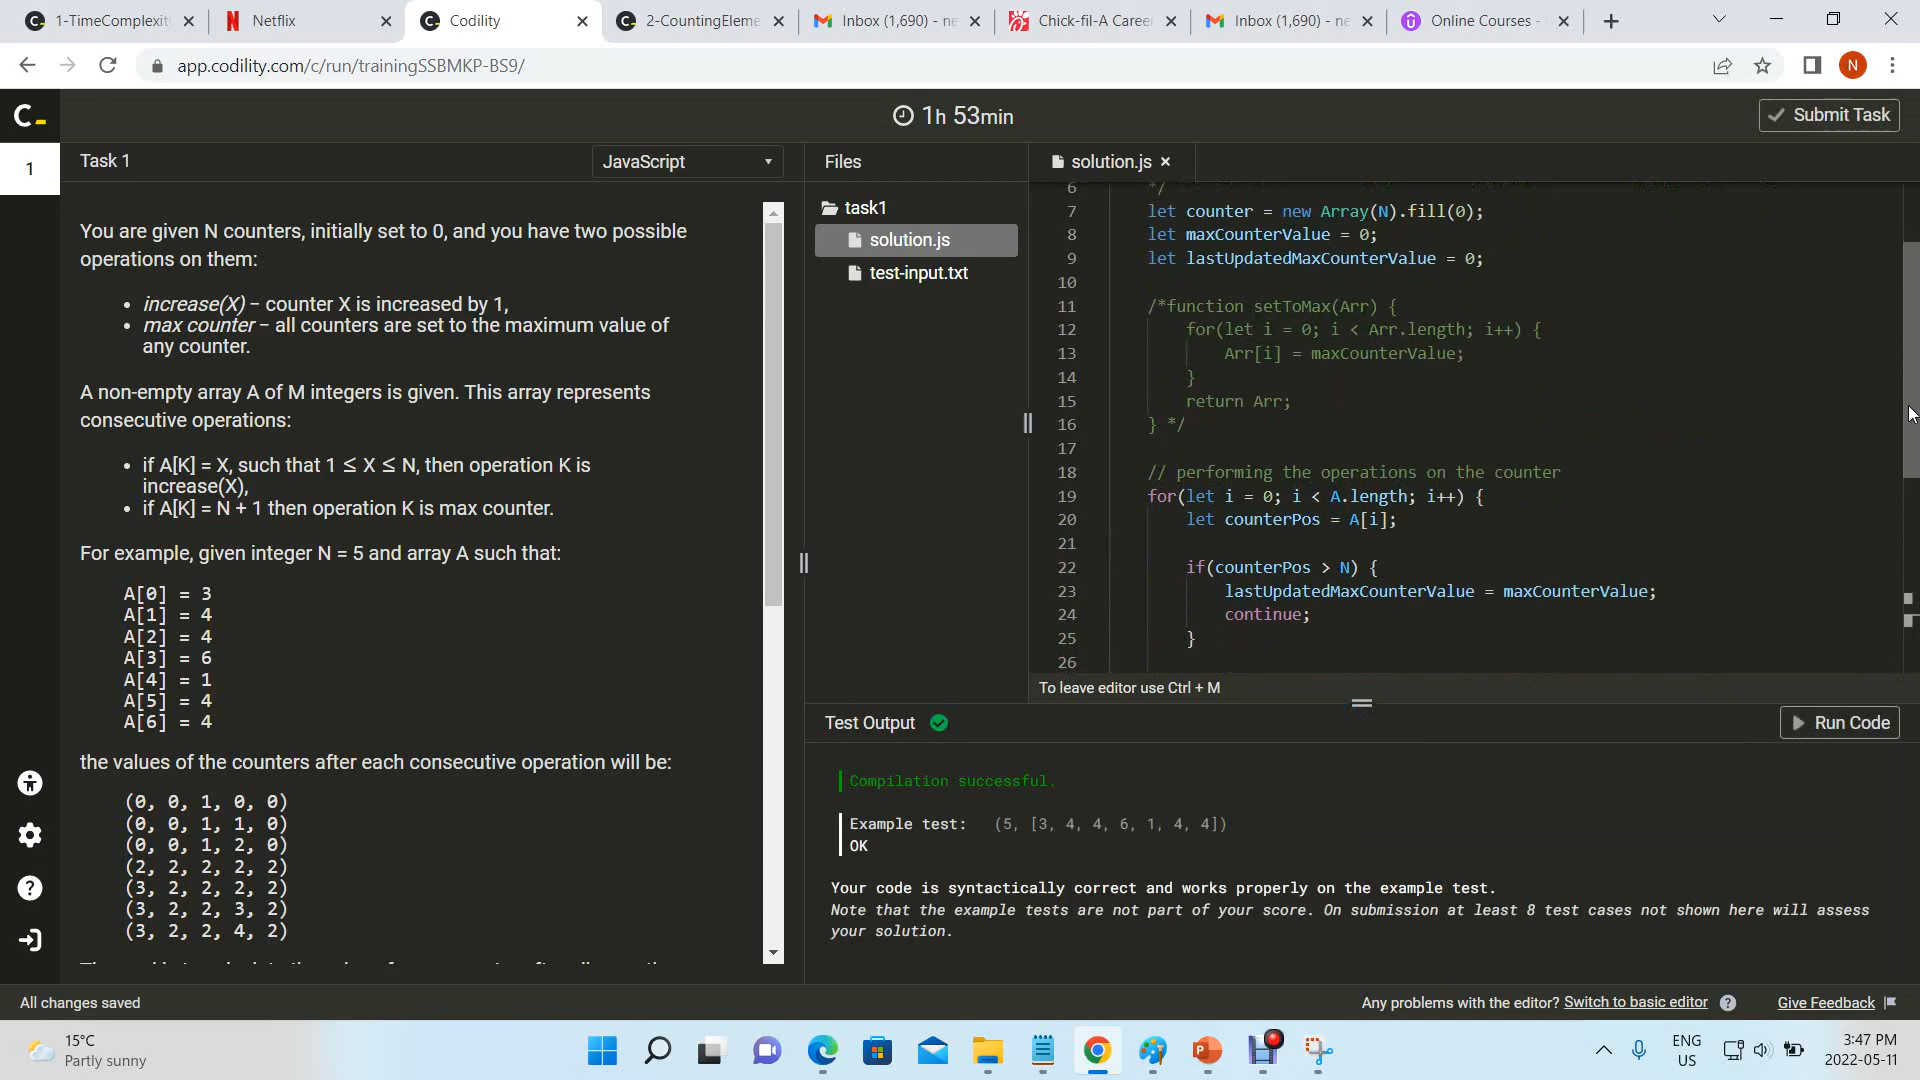 1-TimeComplexit
Netflix
Codility
2-CountingEleme
Inbox (1,690) - ne
Chick-fil-A Caree
Inbox (1,690) - ne
Online Courses -
app.codility.com/c/run/trainingSSBMKP-BS9/
N
C_
1h 53min
Submit Task
1
Task 1
JavaScript
Files
solution.js
task1
solution.js
test-input.txt
You are given N counters, initially set to 0, and you have two possible
operations on them:
• increase(X) − counter X is increased by 1,
• max counter − all counters are set to the maximum value of
any counter.
A non-empty array A of M integers is given. This array represents
consecutive operations:
• if A[K] = X, such that 1 ≤ X ≤ N, then operation K is
increase(X),
• if A[K] = N + 1 then operation K is max counter.
For example, given integer N = 5 and array A such that:
A[0] = 3
A[1] = 4
A[2] = 4
A[3] = 6
A[4] = 1
A[5] = 4
A[6] = 4
the values of the counters after each consecutive operation will be:
(0, 0, 1, 0, 0)
(0, 0, 1, 1, 0)
(0, 0, 1, 2, 0)
(2, 2, 2, 2, 2)
(3, 2, 2, 2, 2)
(3, 2, 2, 3, 2)
(3, 2, 2, 4, 2)
6 */
7 let counter = new Array(N).fill(0);
8 let maxCounterValue = 0;
9 let lastUpdatedMaxCounterValue = 0;
10
11 /*function setToMax(Arr) {
12 for(let i = 0; i < Arr.length; i++) {
13 Arr[i] = maxCounterValue;
14 }
15 return Arr;
16 } */
17
18 // performing the operations on the counter
19 for(let i = 0; i < A.length; i++) {
20 let counterPos = A[i];
21
22 if(counterPos > N) {
23 lastUpdatedMaxCounterValue = maxCounterValue;
24 continue;
25 }
26
To leave editor use Ctrl + M
Test Output
Run Code
Compilation successful.
Example test: (5, [3, 4, 4, 6, 1, 4, 4])
OK
Your code is syntactically correct and works properly on the example test.
Note that the example tests are not part of your score. On submission at least 8 test cases not shown here will assess
your solution.
All changes saved
Any problems with the editor? Switch to basic editor
Give Feedback
15°C
Partly sunny
ENG
US
3:47 PM
2022-05-11